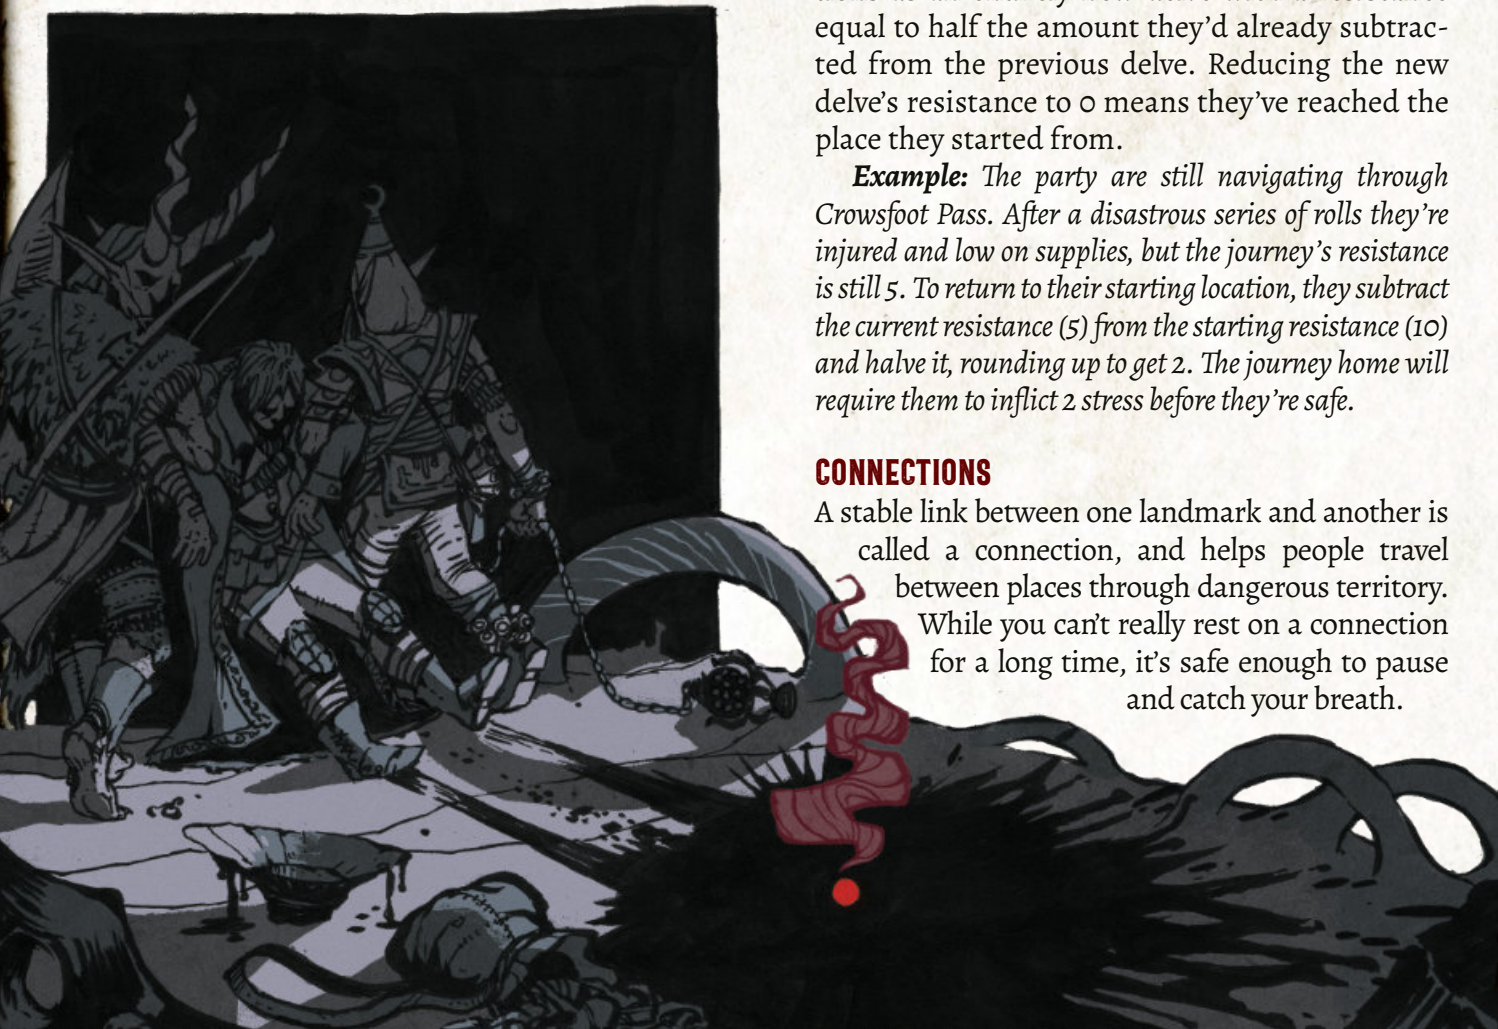 equal to half the amount they’d already subtrac-
ted from the previous delve. Reducing the new
delve’s resistance to 0 means they’ve reached the
place they started from.
Example: The party are still navigating through
Crowsfoot Pass. After a disastrous series of rolls they’re
injured and low on supplies, but the journey’s resistance
is still 5. To return to their starting location, they subtract
the current resistance (5) from the starting resistance (10)
and halve it, rounding up to get 2. The journey home will
require them to inflict 2 stress before they’re safe.
CONNECTIONS
A stable link between one landmark and another is
called a connection, and helps people travel
between places through dangerous territory.
While you can’t really rest on a connection
for a long time, it’s safe enough to pause
and catch your breath.